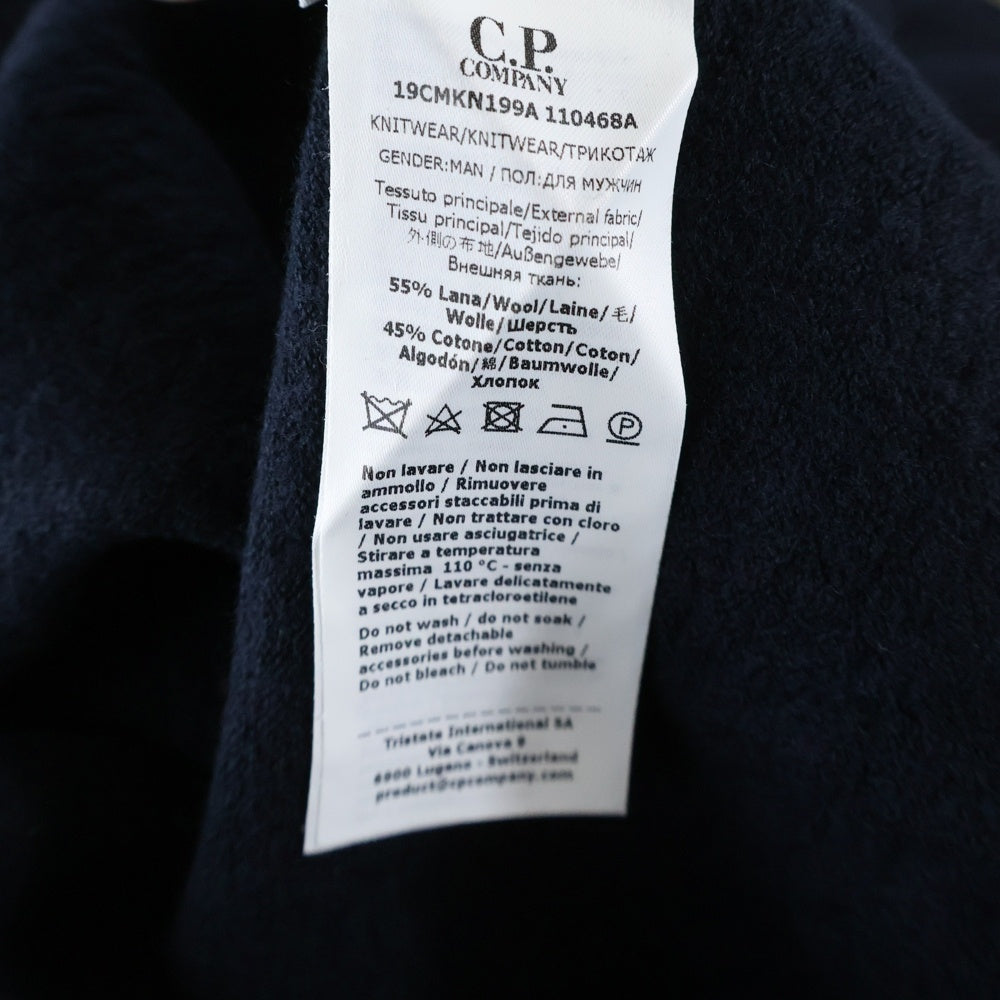 C.P.
COMPANY
19CMKN199A 110468A
KNITWEAR/KNITWEAR/ТРИКОТАЖ
GENDER:MAN / ПОЛ:ДЛЯ МУЖЧИН
Tessuto principale/External fabric/
Tissu principal/Tejido principal/
外側の布地/Außengewebe/
Внешняя ткань:
55% Lana/Wool/Laine/毛/
Wolle/Шерсть
45% Cotone/Cotton/Coton/
Algodón/綿/Baumwolle/
Хлопок
P
Non lavare / Non lasciare in
ammollo / Rimuovere
accessori staccabili prima di
lavare / Non trattare con cloro
/ Non usare asciugatrice /
Stirare a temperatura
massima 110 °C - senza
vapore / Lavare delicatamente
a secco in tetracloroetilene
Do not wash / do not soak /
Remove detachable
accessories before washing /
Do not bleach / Do not tumble
Tristate International SA
Via Canova 9
6900 Lugano - Switzerland
product@cpcompany.com